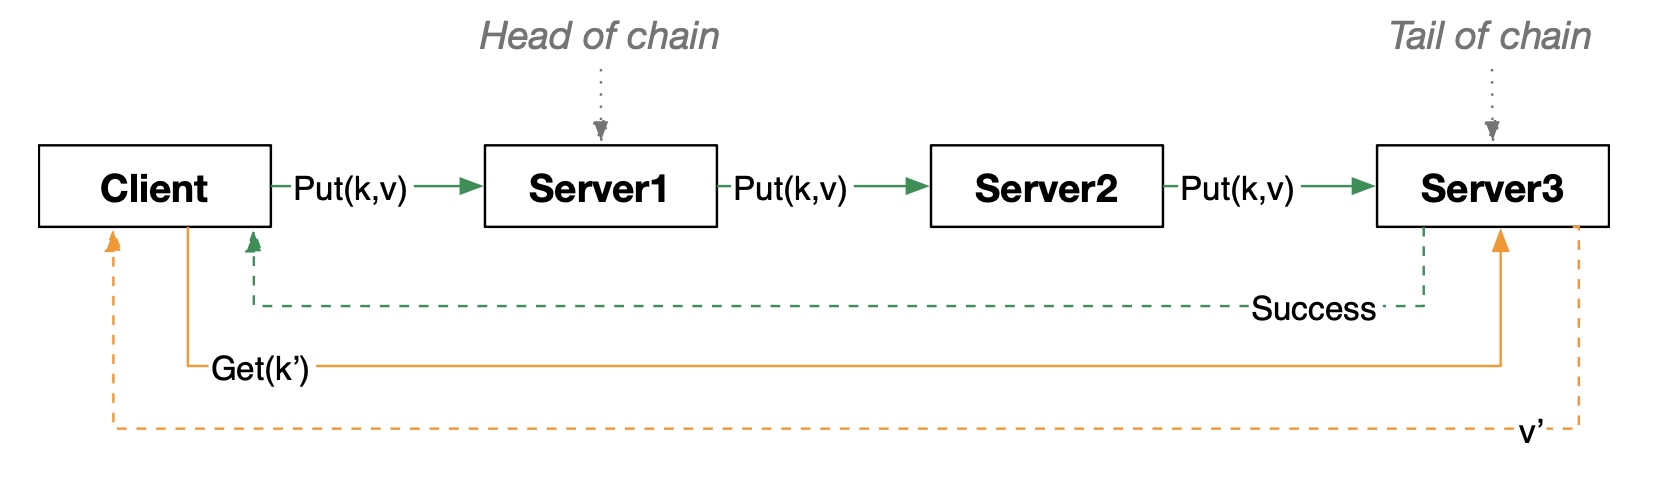 Head of chain
Tail of chain
Client
Put(k,v)
Server1
Put(k,v)
Server2
Put(k,v)
Server3
Success
Get(k’)
v’